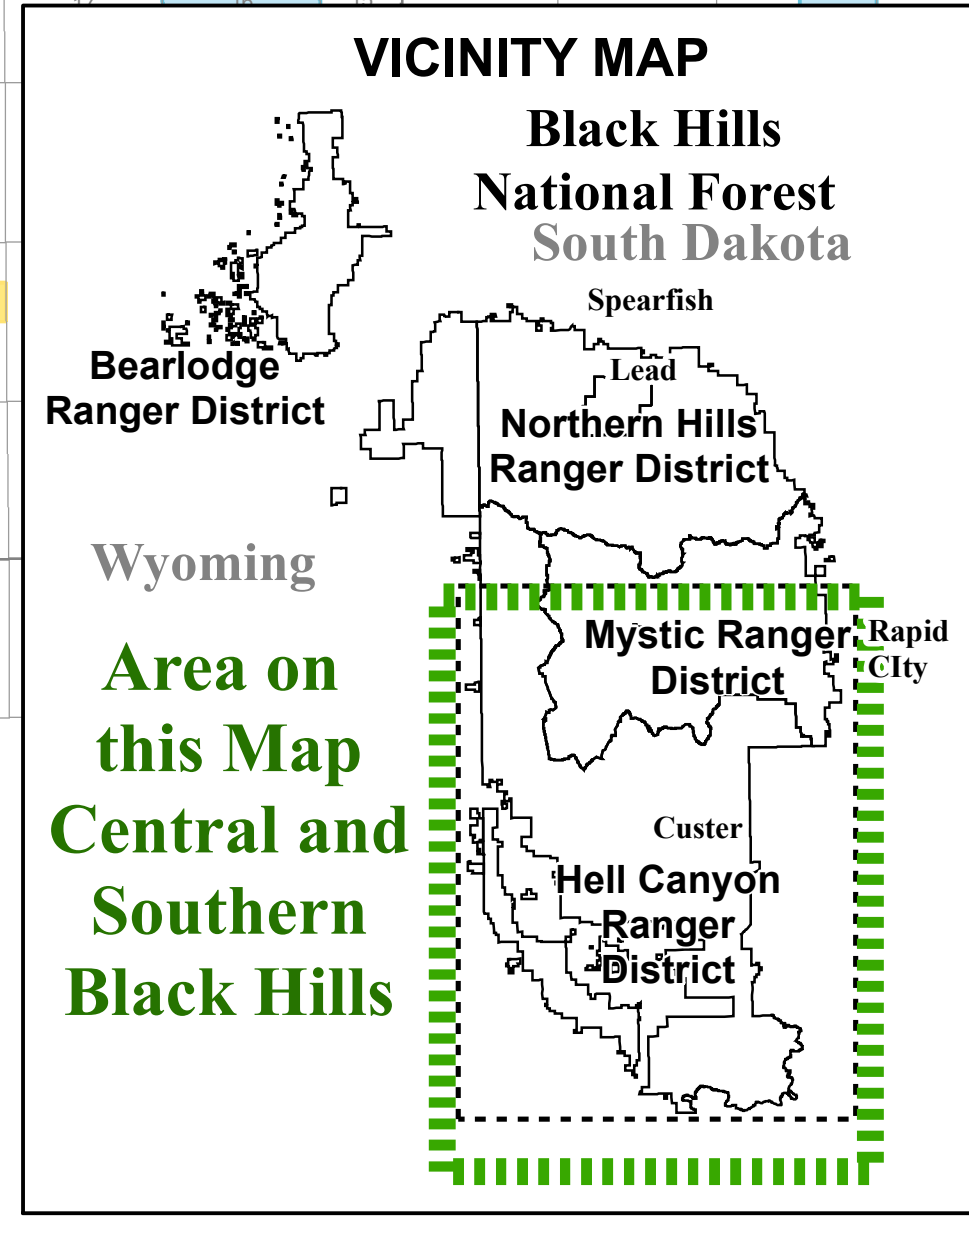 VICINITY MAP
Black Hills
National Forest
South Dakota
Spearfish
Lead
Bearlodge
Ranger District
Northern Hills
Ranger District
Wyoming
Mystic Ranger
District
Rapid
CIty
Area on
this Map
Central and
Southern
Black Hills
Custer
Hell Canyon
Ranger
District